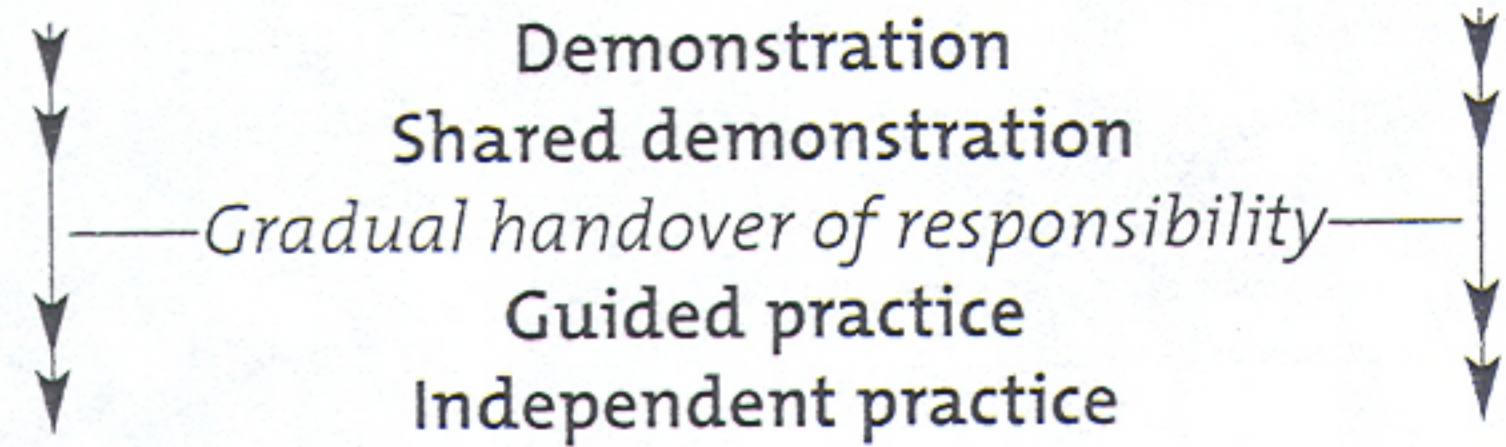 Demonstration
Shared demonstration
Gradual handover of responsibility
Guided practice
Independent practice